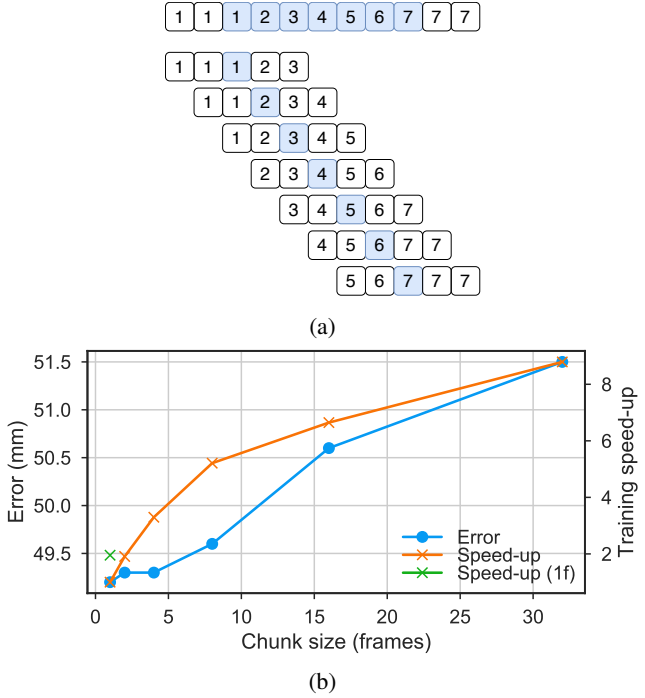 1 1 1 2 3 4 5 6 7 7 7
1 1 1 2 3
1 1 2 3 4
1 2 3 4 5
2 3 4 5 6
3 4 5 6 7
4 5 6 7 7
5 6 7 7 7
(a)
51.5
51.0
50.5
50.0
49.5
Error (mm)
8
6
4
2
Training speed-up
Error
Speed-up
Speed-up (1f)
0 5 10 15 20 25 30
Chunk size (frames)
(b)